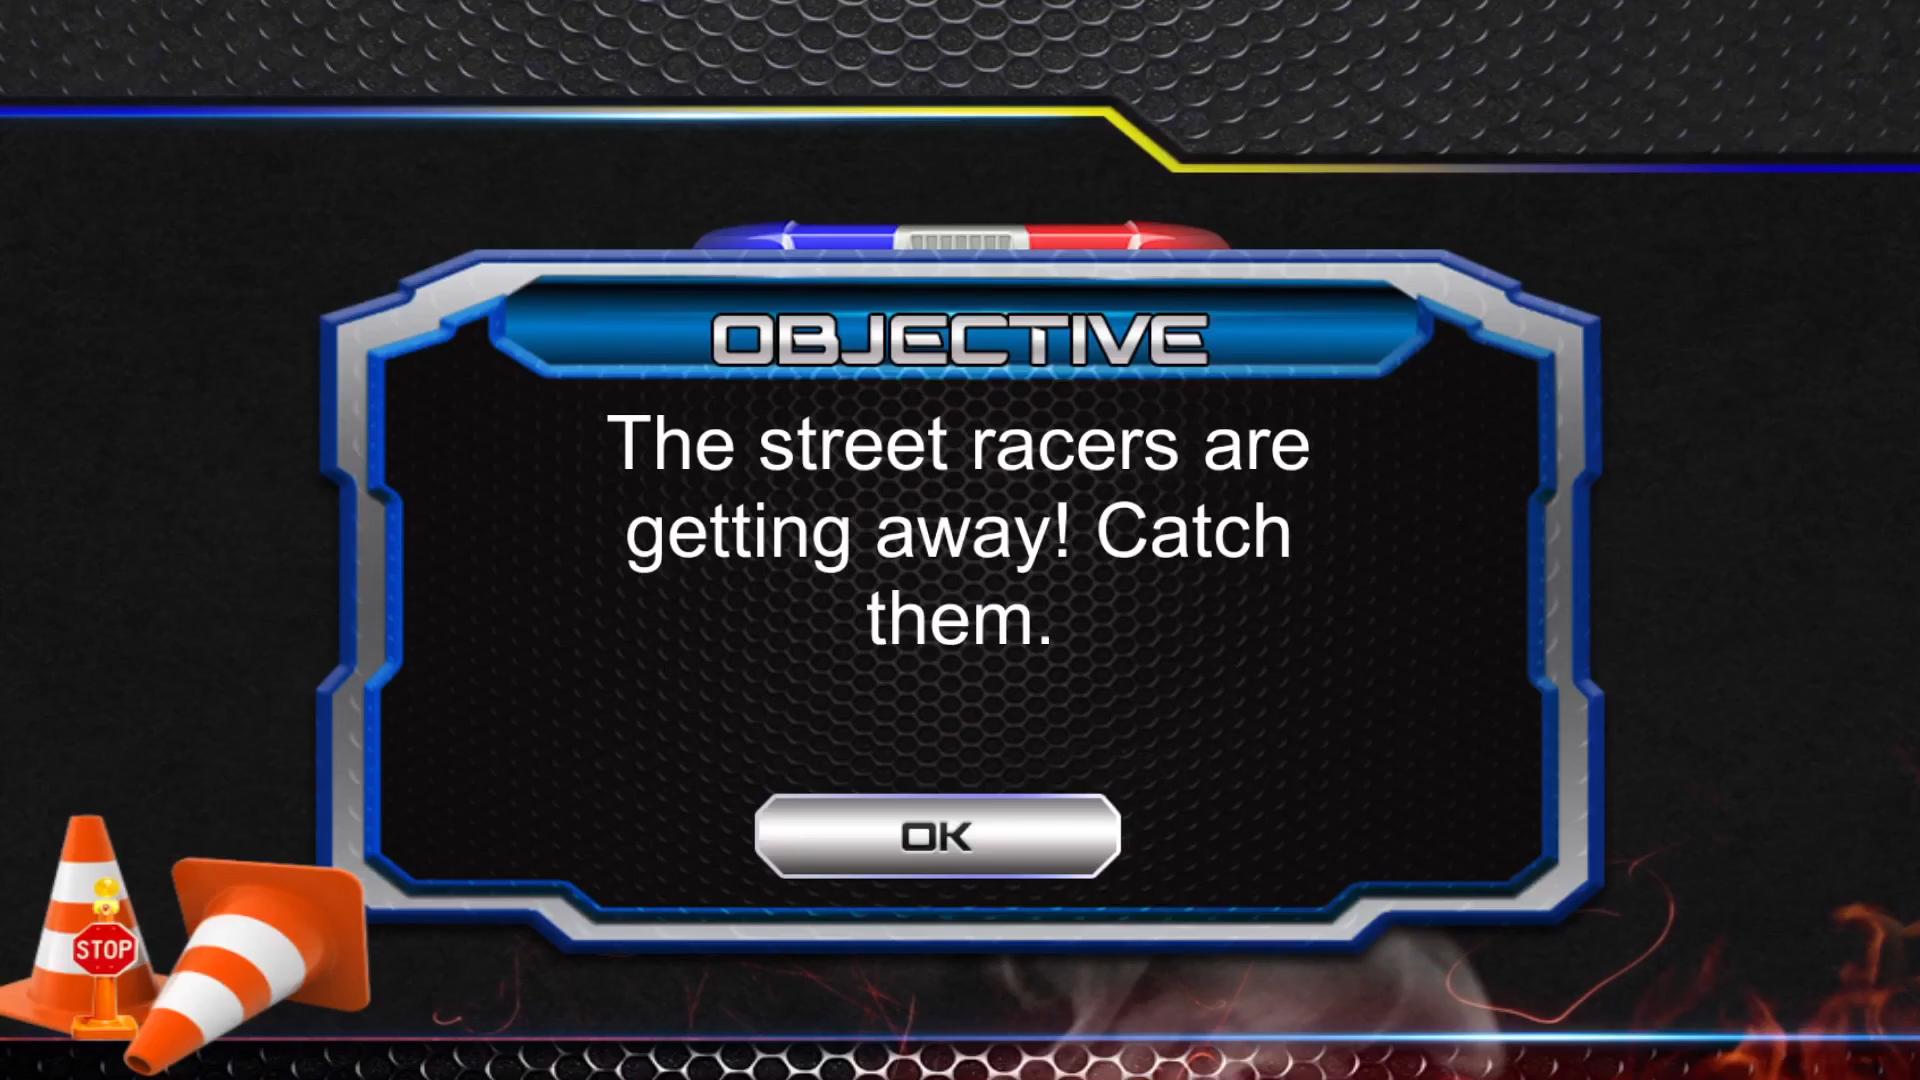 OBJECTIVE
The street racers are
getting away! Catch
them.
OK
STOP